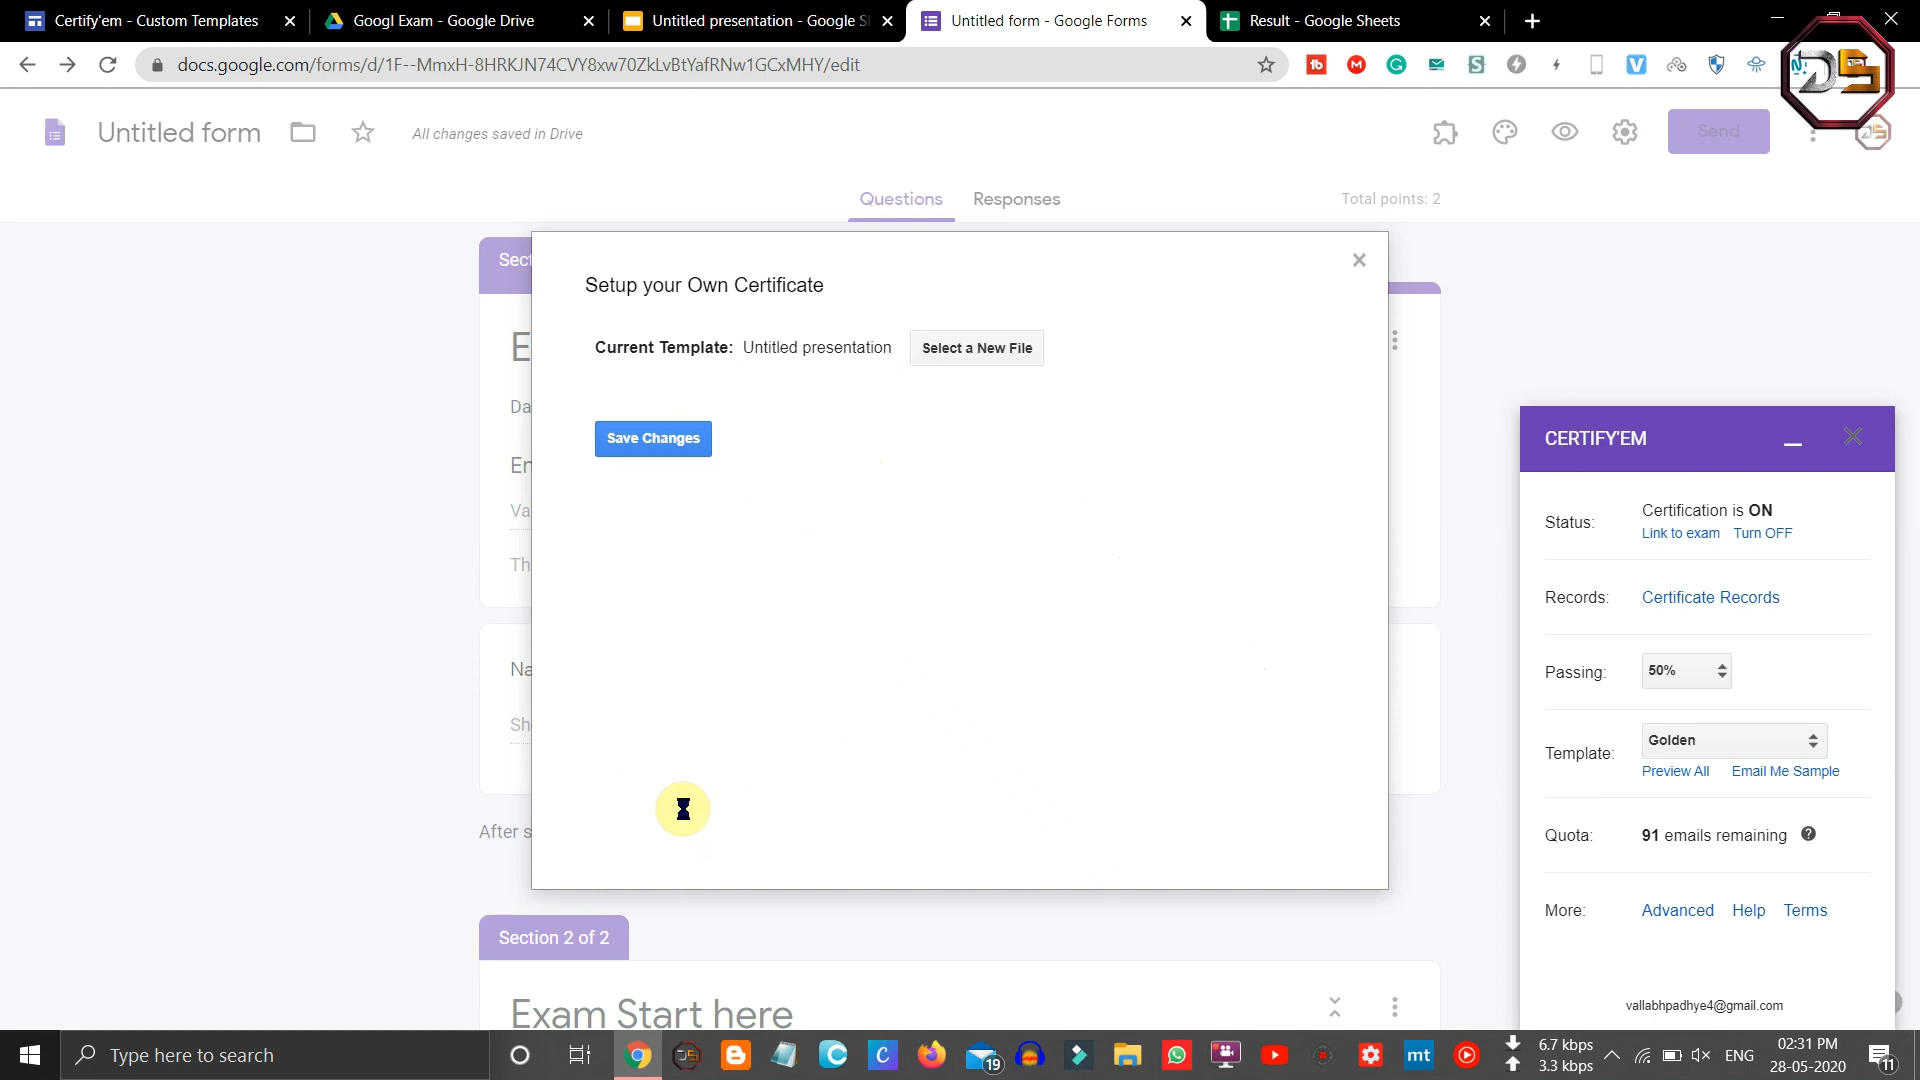 Certify'em - Custom Templates
Googl Exam - Google Drive
Untitled presentation - Google Sl
Untitled form - Google Forms
Result - Google Sheets
docs.google.com/forms/d/1F--MmxH-8HRKJN74CVY8xw70ZkLvBtYafRNw1GCxMHY/edit
DS
Untitled form
All changes saved in Drive
Send
Questions
Responses
Total points: 2
Sect
Setup your Own Certificate
E
Current Template: Untitled presentation
Select a New File
Da
Save Changes
Em
Va
Th
Na
Sh
After s
CERTIFY'EM
Status:
Certification is ON
Link to exam Turn OFF
Records:
Certificate Records
Passing:
50%
Template:
Golden
Preview All Email Me Sample
Quota:
91 emails remaining
More:
Advanced Help Terms
vallabhpadhye4@gmail.com
Section 2 of 2
Exam Start here
Type here to search
19
mt
6.7 kbps
3.3 kbps
ENG
02:31 PM
28-05-2020
11